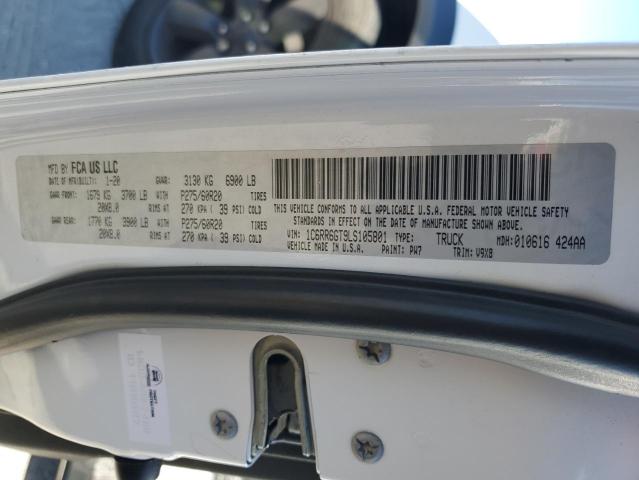 MFD BY FCA US LLC
DATE OF MFR(BUILT): 1-20 GVWR: 3130 KG 6900 LB
GAWR FRONT: 1679 KG 3700 LB WITH P275/60R20 TIRES
20X8.0 RIMS AT 270 KPA ( 39 PSI) COLD
GAWR REAR: 1770 KG 3900 LB WITH P275/60R20 TIRES
20X8.0 RIMS AT 270 KPA ( 39 PSI) COLD
THIS VEHICLE CONFORMS TO ALL APPLICABLE U.S.A. FEDERAL MOTOR VEHICLE SAFETY
STANDARDS IN EFFECT ON THE DATE OF MANUFACTURE SHOWN ABOVE.
VIN: 1C6RR6GT9LS105801 TYPE: TRUCK MDH: 010616 424AA
VEHICLE MADE IN U.S.A. PAINT: PW7 TRIM: V9X8